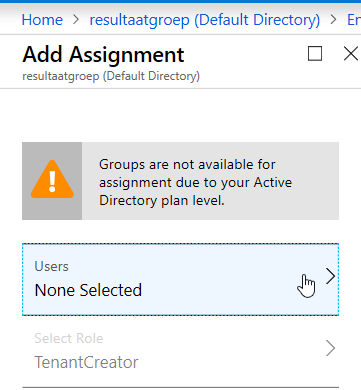 Home > resultaatgroep (Default Directory) > En
Add Assignment
resultaatgroep (Default Directory)
Groups are not available for
assignment due to your Active
Directory plan level.
Users
None Selected
Select Role
TenantCreator